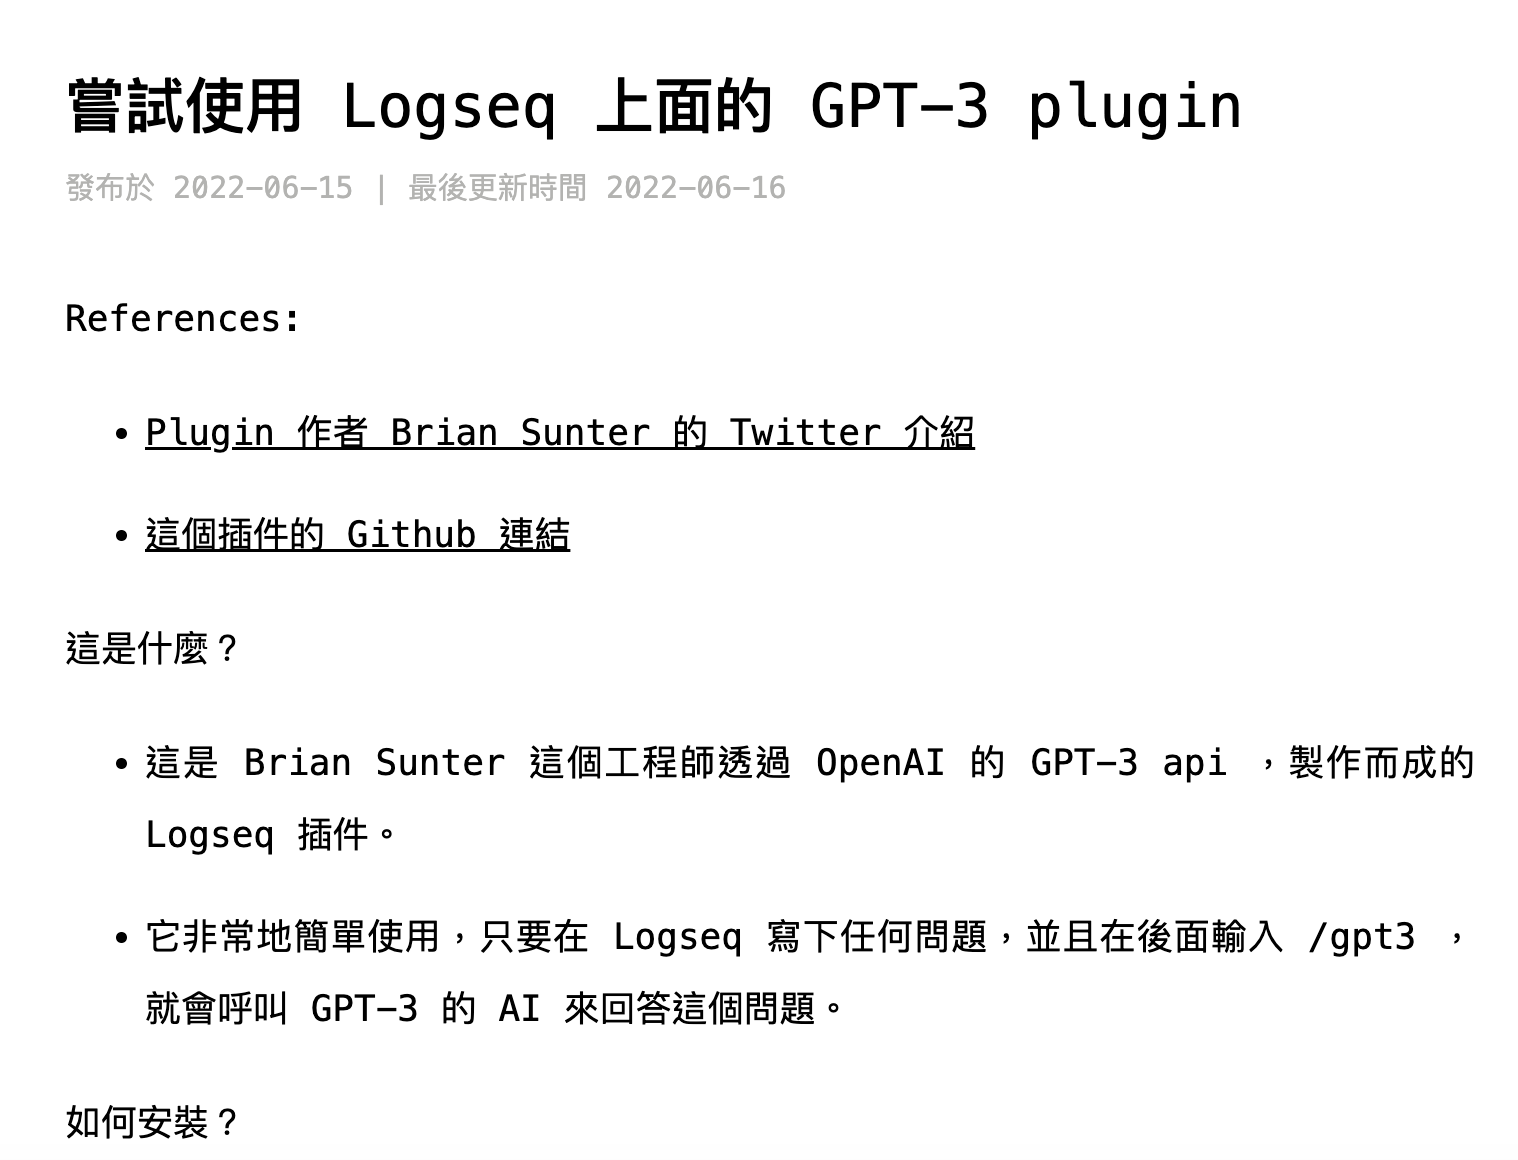 嘗試使用 Logseq 上面的 GPT-3 plugin
發布於 2022-06-15 | 最後更新時間 2022-06-16
References:
• Plugin 作者 Brian Sunter 的 Twitter 介紹
• 這個插件的 Github 連結
這是什麼？
• 這是 Brian Sunter 這個工程師透過 OpenAI 的 GPT-3 api ，製作而成的
Logseq 插件。
• 它非常地簡單使用，只要在 Logseq 寫下任何問題，並且在後面輸入 /gpt3 ，
就會呼叫 GPT-3 的 AI 來回答這個問題。
如何安裝？